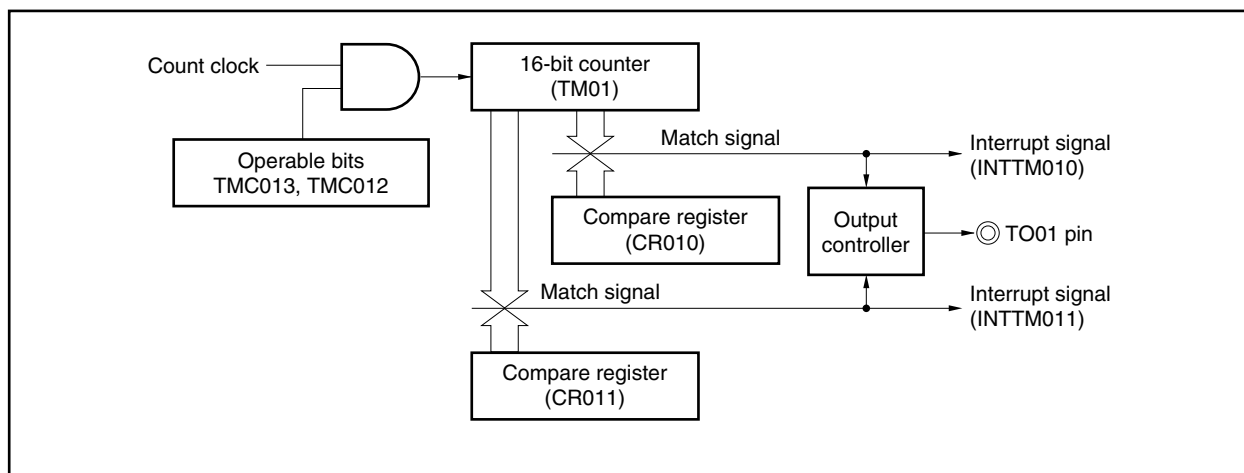 Count clock
16-bit counter
(TM01)
Operable bits
TMC013, TMC012
Match signal
Interrupt signal
(INTTM010)
Compare register
(CR010)
Output
controller
TO01 pin
Match signal
Interrupt signal
(INTTM011)
Compare register
(CR011)